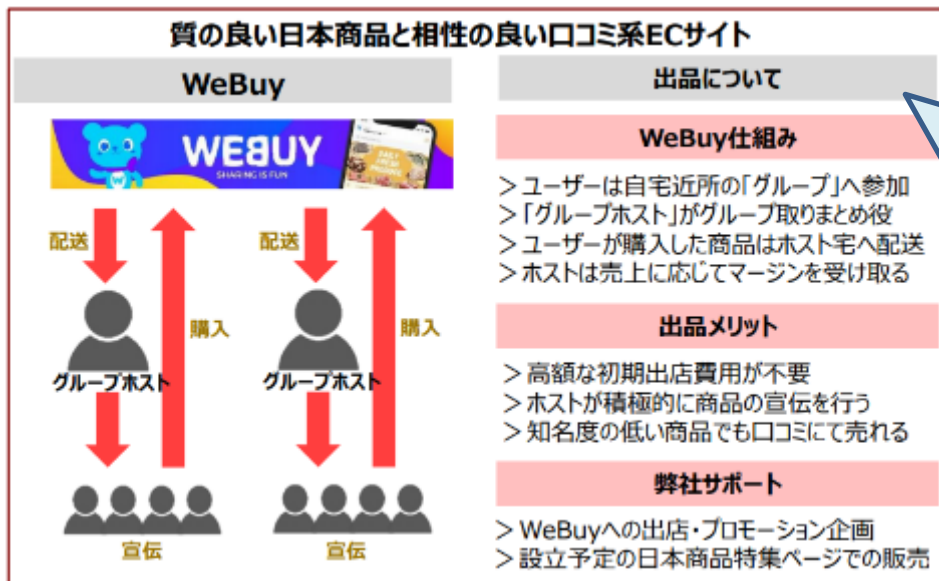 質の良い日本商品と相性の良い口コミ系ECサイト
WeBuy
WEBUY
SHARING IS FUN
配送
購入
グループホスト
宣伝
配送
購入
グループホスト
宣伝
出品について
WeBuy仕組み
＞ユーザーは自宅近所の「グループ」へ参加
＞「グループホスト」がグループ取りまとめ役
＞ユーザーが購入した商品はホスト宅へ配送
＞ホストは売上に応じてマージンを受け取る
出品メリット
＞高額な初期出店費用が不要
＞ホストが積極的に商品の宣伝を行う
＞知名度の低い商品でも口コミにて売れる
弊社サポート
＞WeBuyへの出店・プロモーション企画
＞設立予定の日本商品特集ページでの販売